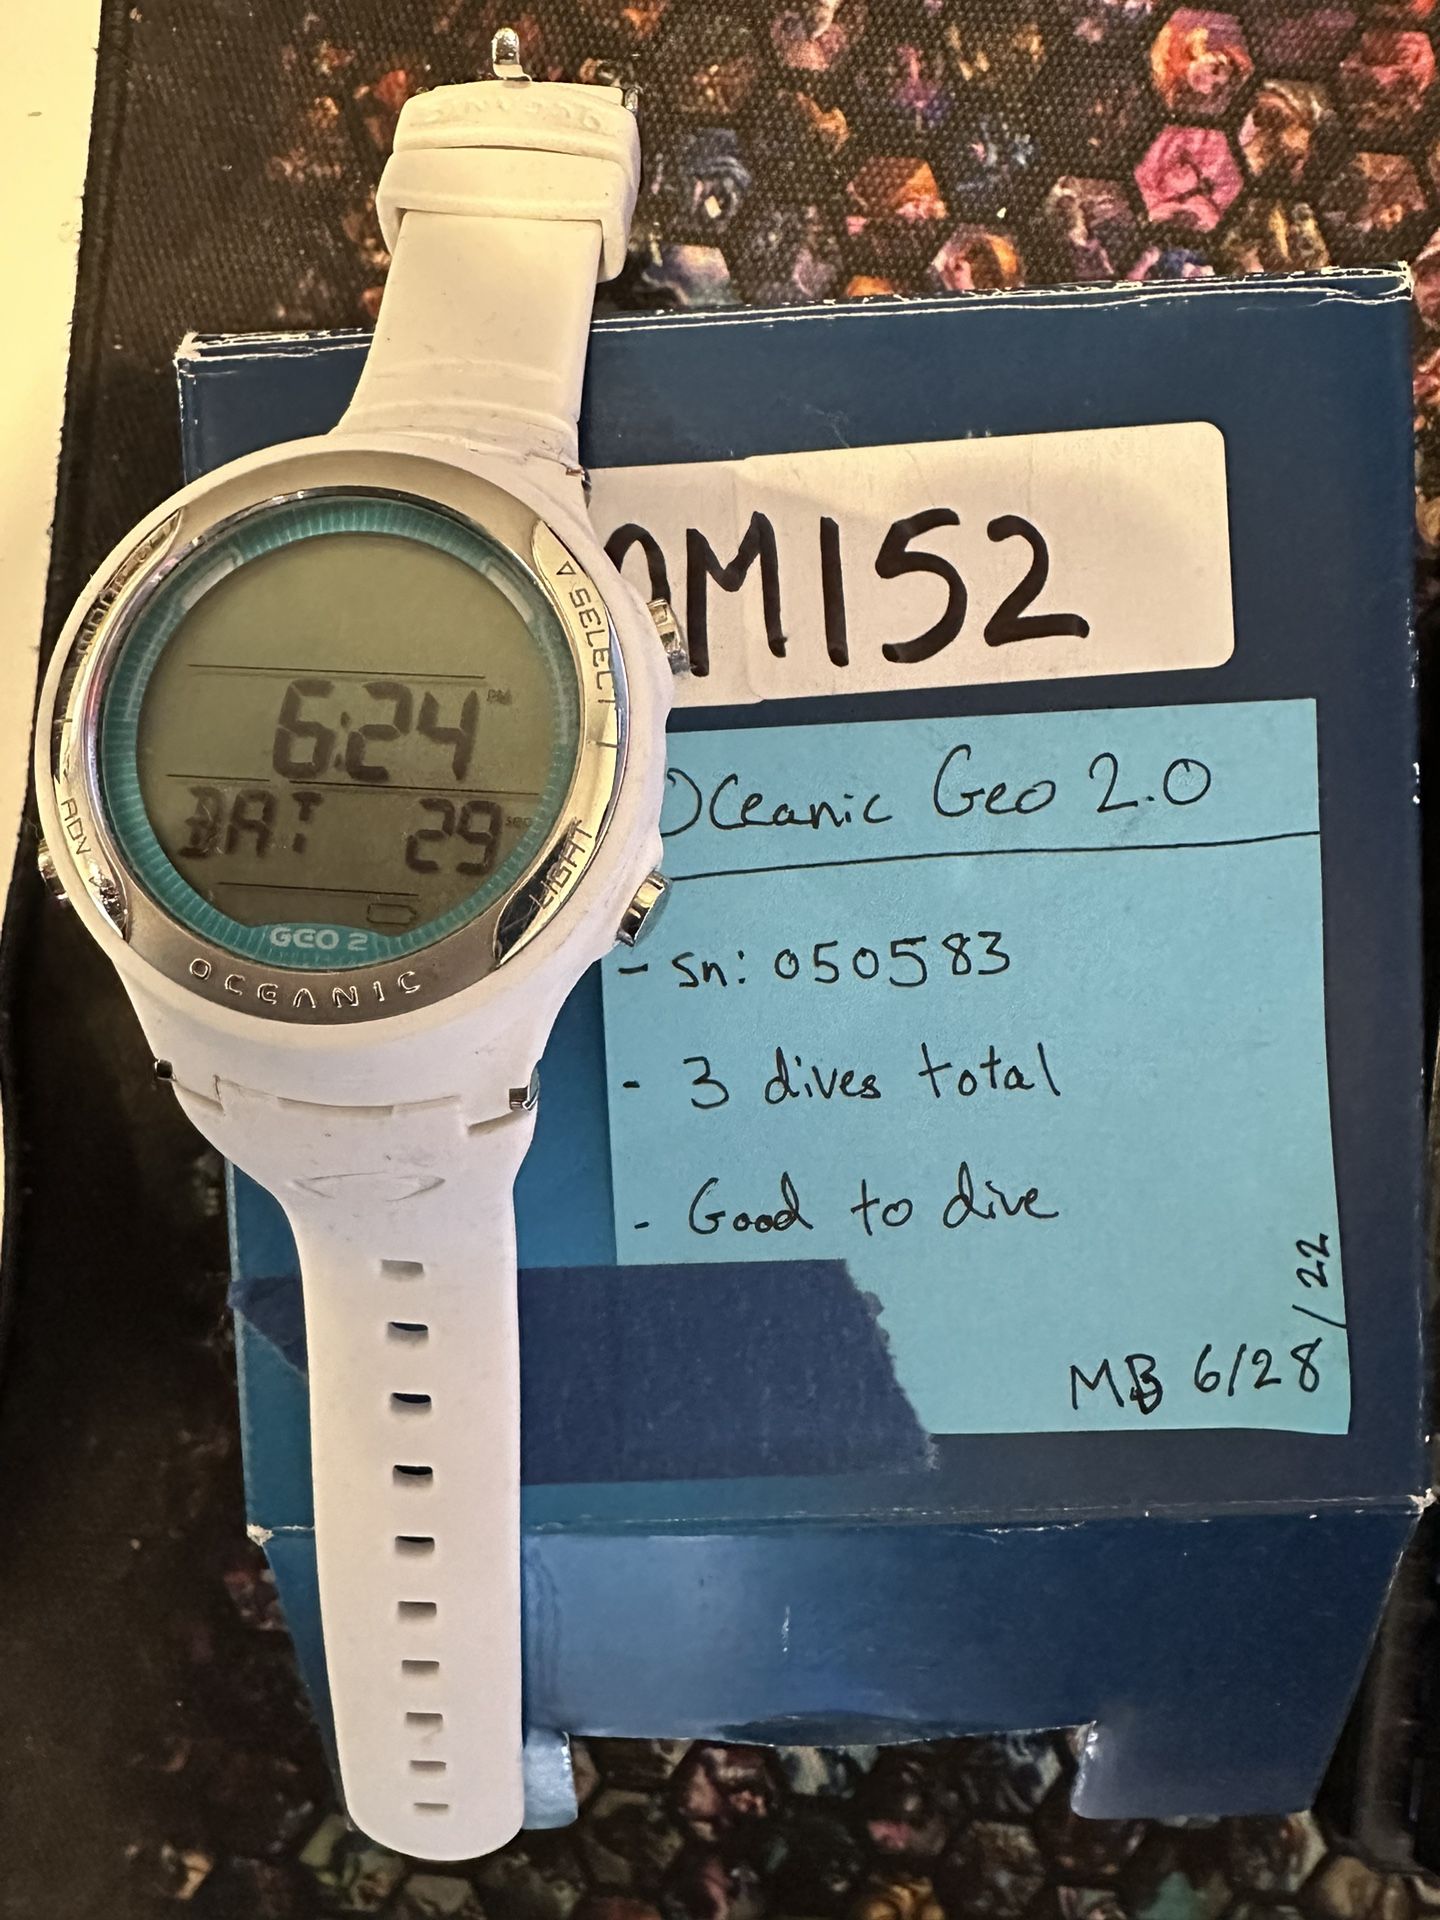 ▽ SELECT
6:24 PM
BAT 29 sec
ADV
LIGHT
GEO 2
OCEANIC
M152
Oceanic Geo 2.0
- sn: 050583
- 3 dives total
- Good to dive
MB 6/28/22